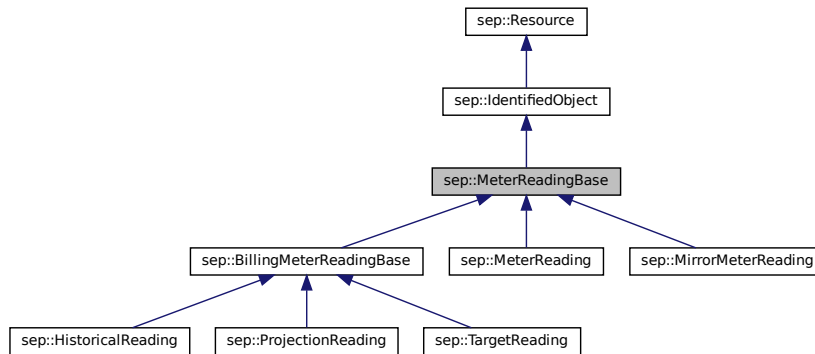 sep::Resource
sep::IdentifiedObject
sep::MeterReadingBase
sep::BillingMeterReadingBase
sep::MeterReading
sep::MirrorMeterReading
sep::HistoricalReading
sep::ProjectionReading
sep::TargetReading